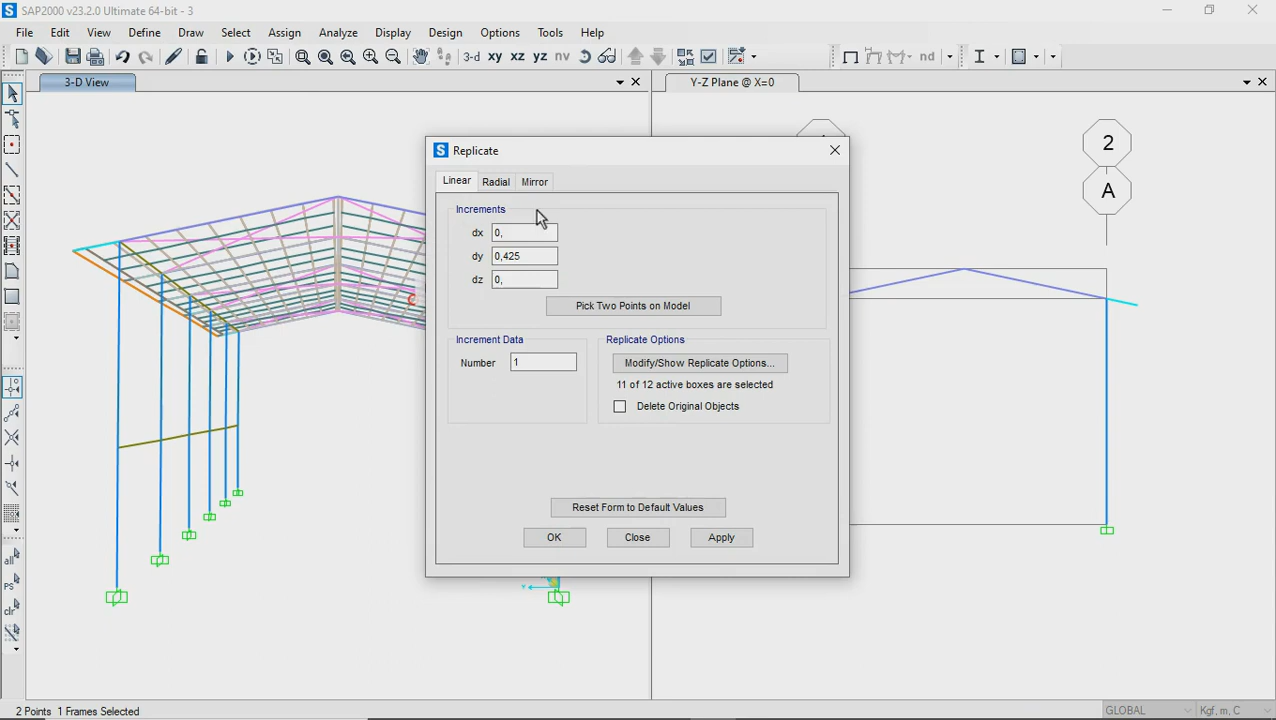 SAP2000 v23.2.0 Ultimate 64-bit - 3
File Edit View Define Draw Select Assign Analyze Display Design Options Tools Help
3-d xy xz yz nv nd
3-D View
Y-Z Plane @ X=0
2
A
Replicate
Linear Radial Mirror
Increments
dx 0,
dy 0,425
dz 0,
Pick Two Points on Model
Increment Data
Number 1
Replicate Options
Modify/Show Replicate Options...
11 of 12 active boxes are selected
Delete Original Objects
Reset Form to Default Values
OK Close Apply
all
PS
clr
Y
2 Points 1 Frames Selected
GLOBAL
Kgf, m, C